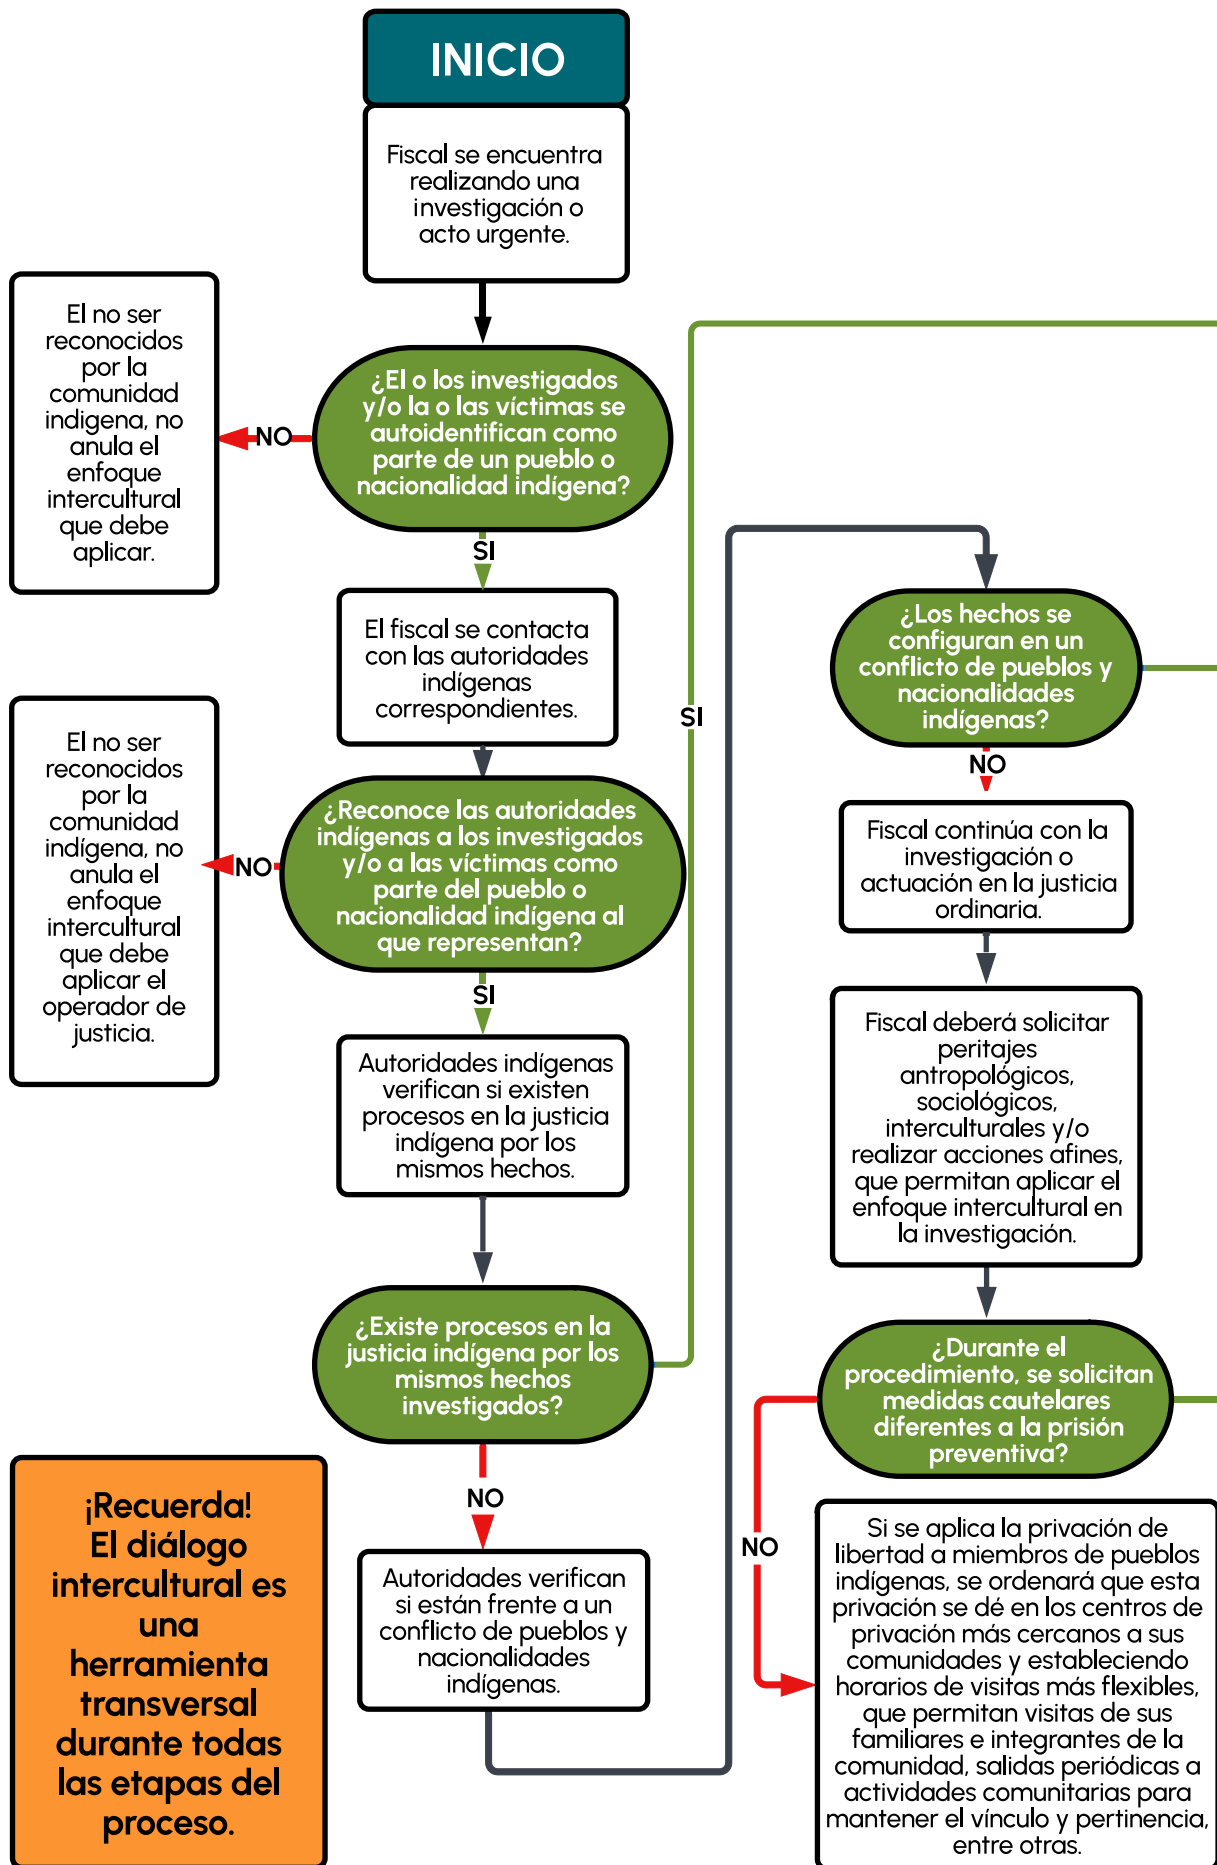 INICIO
Fiscal se encuentra
realizando una
investigación o
acto urgente.
¿El o los investigados
y/o la o las víctimas se
autoidentifican como
parte de un pueblo o
nacionalidad indígena?
NO
El no ser
reconocidos
por la
comunidad
indigena, no
anula el
enfoque
intercultural
que debe
aplicar.
SI
El fiscal se contacta
con las autoridades
indígenas
correspondientes.
¿Reconoce las autoridades
indígenas a los investigados
y/o a las víctimas como
parte del pueblo o
nacionalidad indígena al
que representan?
NO
El no ser
reconocidos
por la
comunidad
indígena, no
anula el
enfoque
intercultural
que debe
aplicar el
operador de
justicia.
SI
Autoridades indígenas
verifican si existen
procesos en la justicia
indígena por los
mismos hechos.
¿Existe procesos en la
justicia indígena por los
mismos hechos
investigados?
SI
NO
Autoridades verifican
si están frente a un
conflicto de pueblos y
nacionalidades
indígenas.
¡Recuerda!
El diálogo
intercultural es
una
herramienta
transversal
durante todas
las etapas del
proceso.
¿Los hechos se
configuran en un
conflicto de pueblos y
nacionalidades
indígenas?
NO
Fiscal continúa con la
investigación o
actuación en la justicia
ordinaria.
Fiscal deberá solicitar
peritajes
antropológicos,
sociológicos,
interculturales y/o
realizar acciones afines,
que permitan aplicar el
enfoque intercultural en
la investigación.
¿Durante el
procedimiento, se solicitan
medidas cautelares
diferentes a la prisión
preventiva?
NO
Si se aplica la privación de
libertad a miembros de pueblos
indígenas, se ordenará que esta
privación se dé en los centros de
privación más cercanos a sus
comunidades y estableciendo
horarios de visitas más flexibles,
que permitan visitas de sus
familiares e integrantes de la
comunidad, salidas periódicas a
actividades comunitarias para
mantener el vínculo y pertinencia,
entre otras.